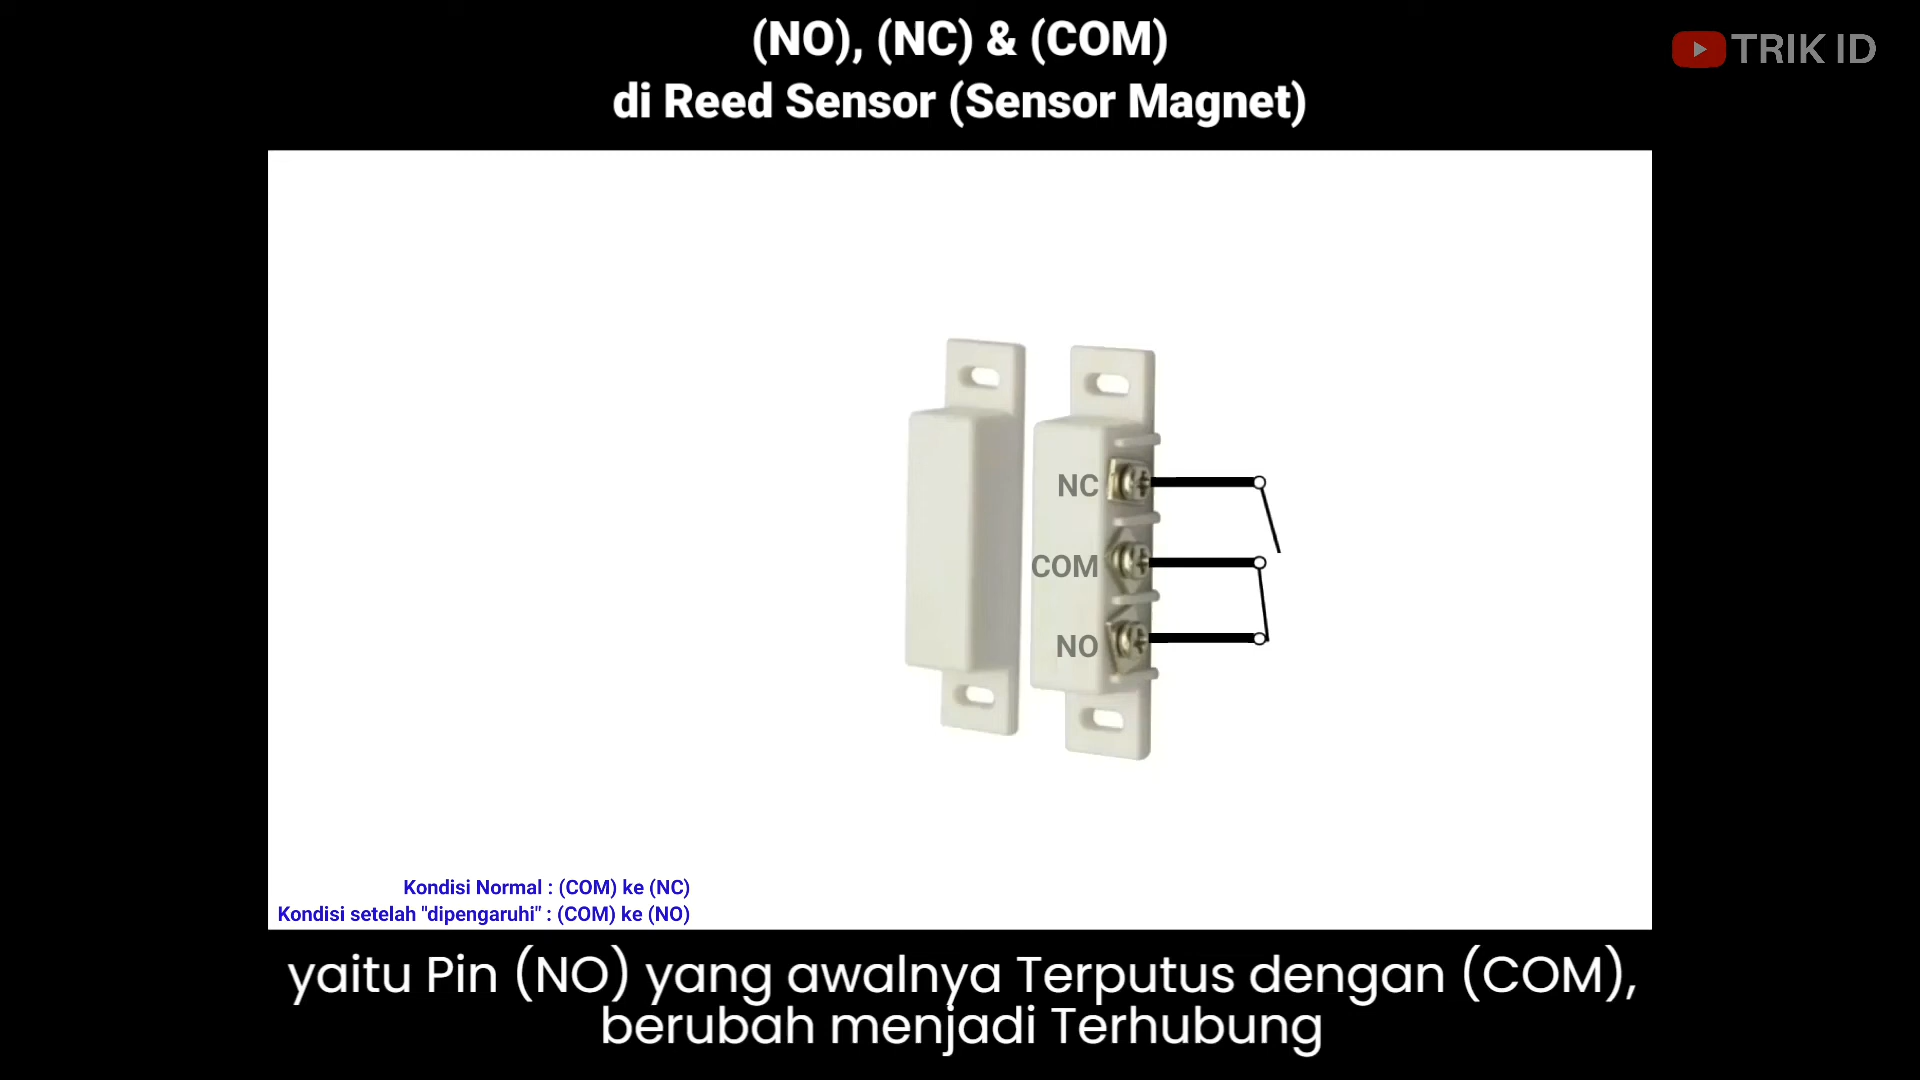 (NO), (NC) & (COM)
di Reed Sensor (Sensor Magnet)
TRIK ID
NC
COM
NO
Kondisi Normal : (COM) ke (NC)
Kondisi setelah "dipengaruhi" : (COM) ke (NO)
yaitu Pin (NO) yang awalnya Terputus dengan (COM),
berubah menjadi Terhubung